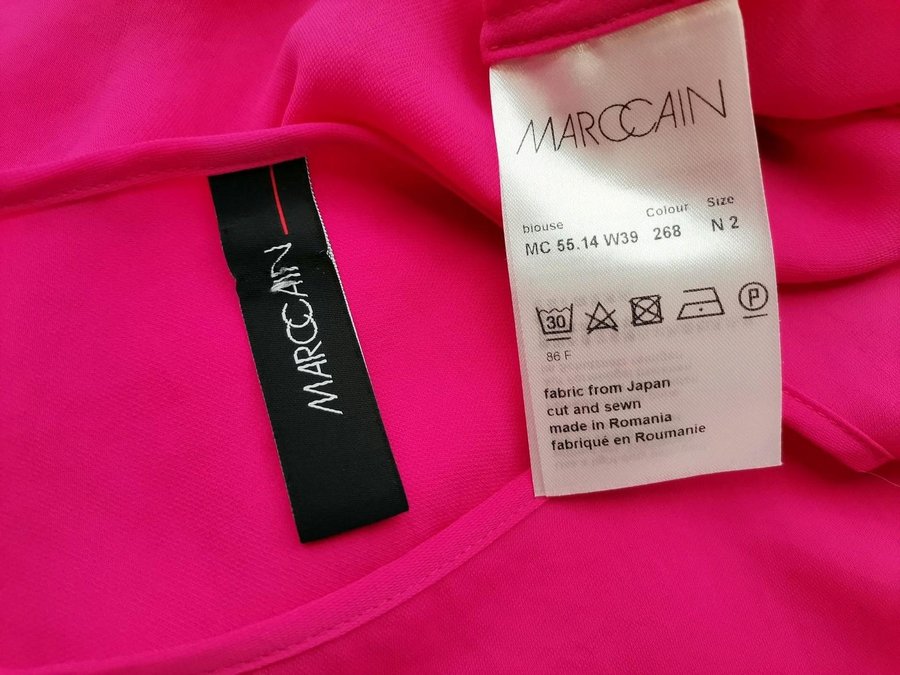 MARCCAIN
MARCCAIN
blouse Colour Size
MC 55.14 W39 268 N 2
30 P
86 F
fabric from Japan
cut and sewn
made in Romania
fabriqué en Roumanie